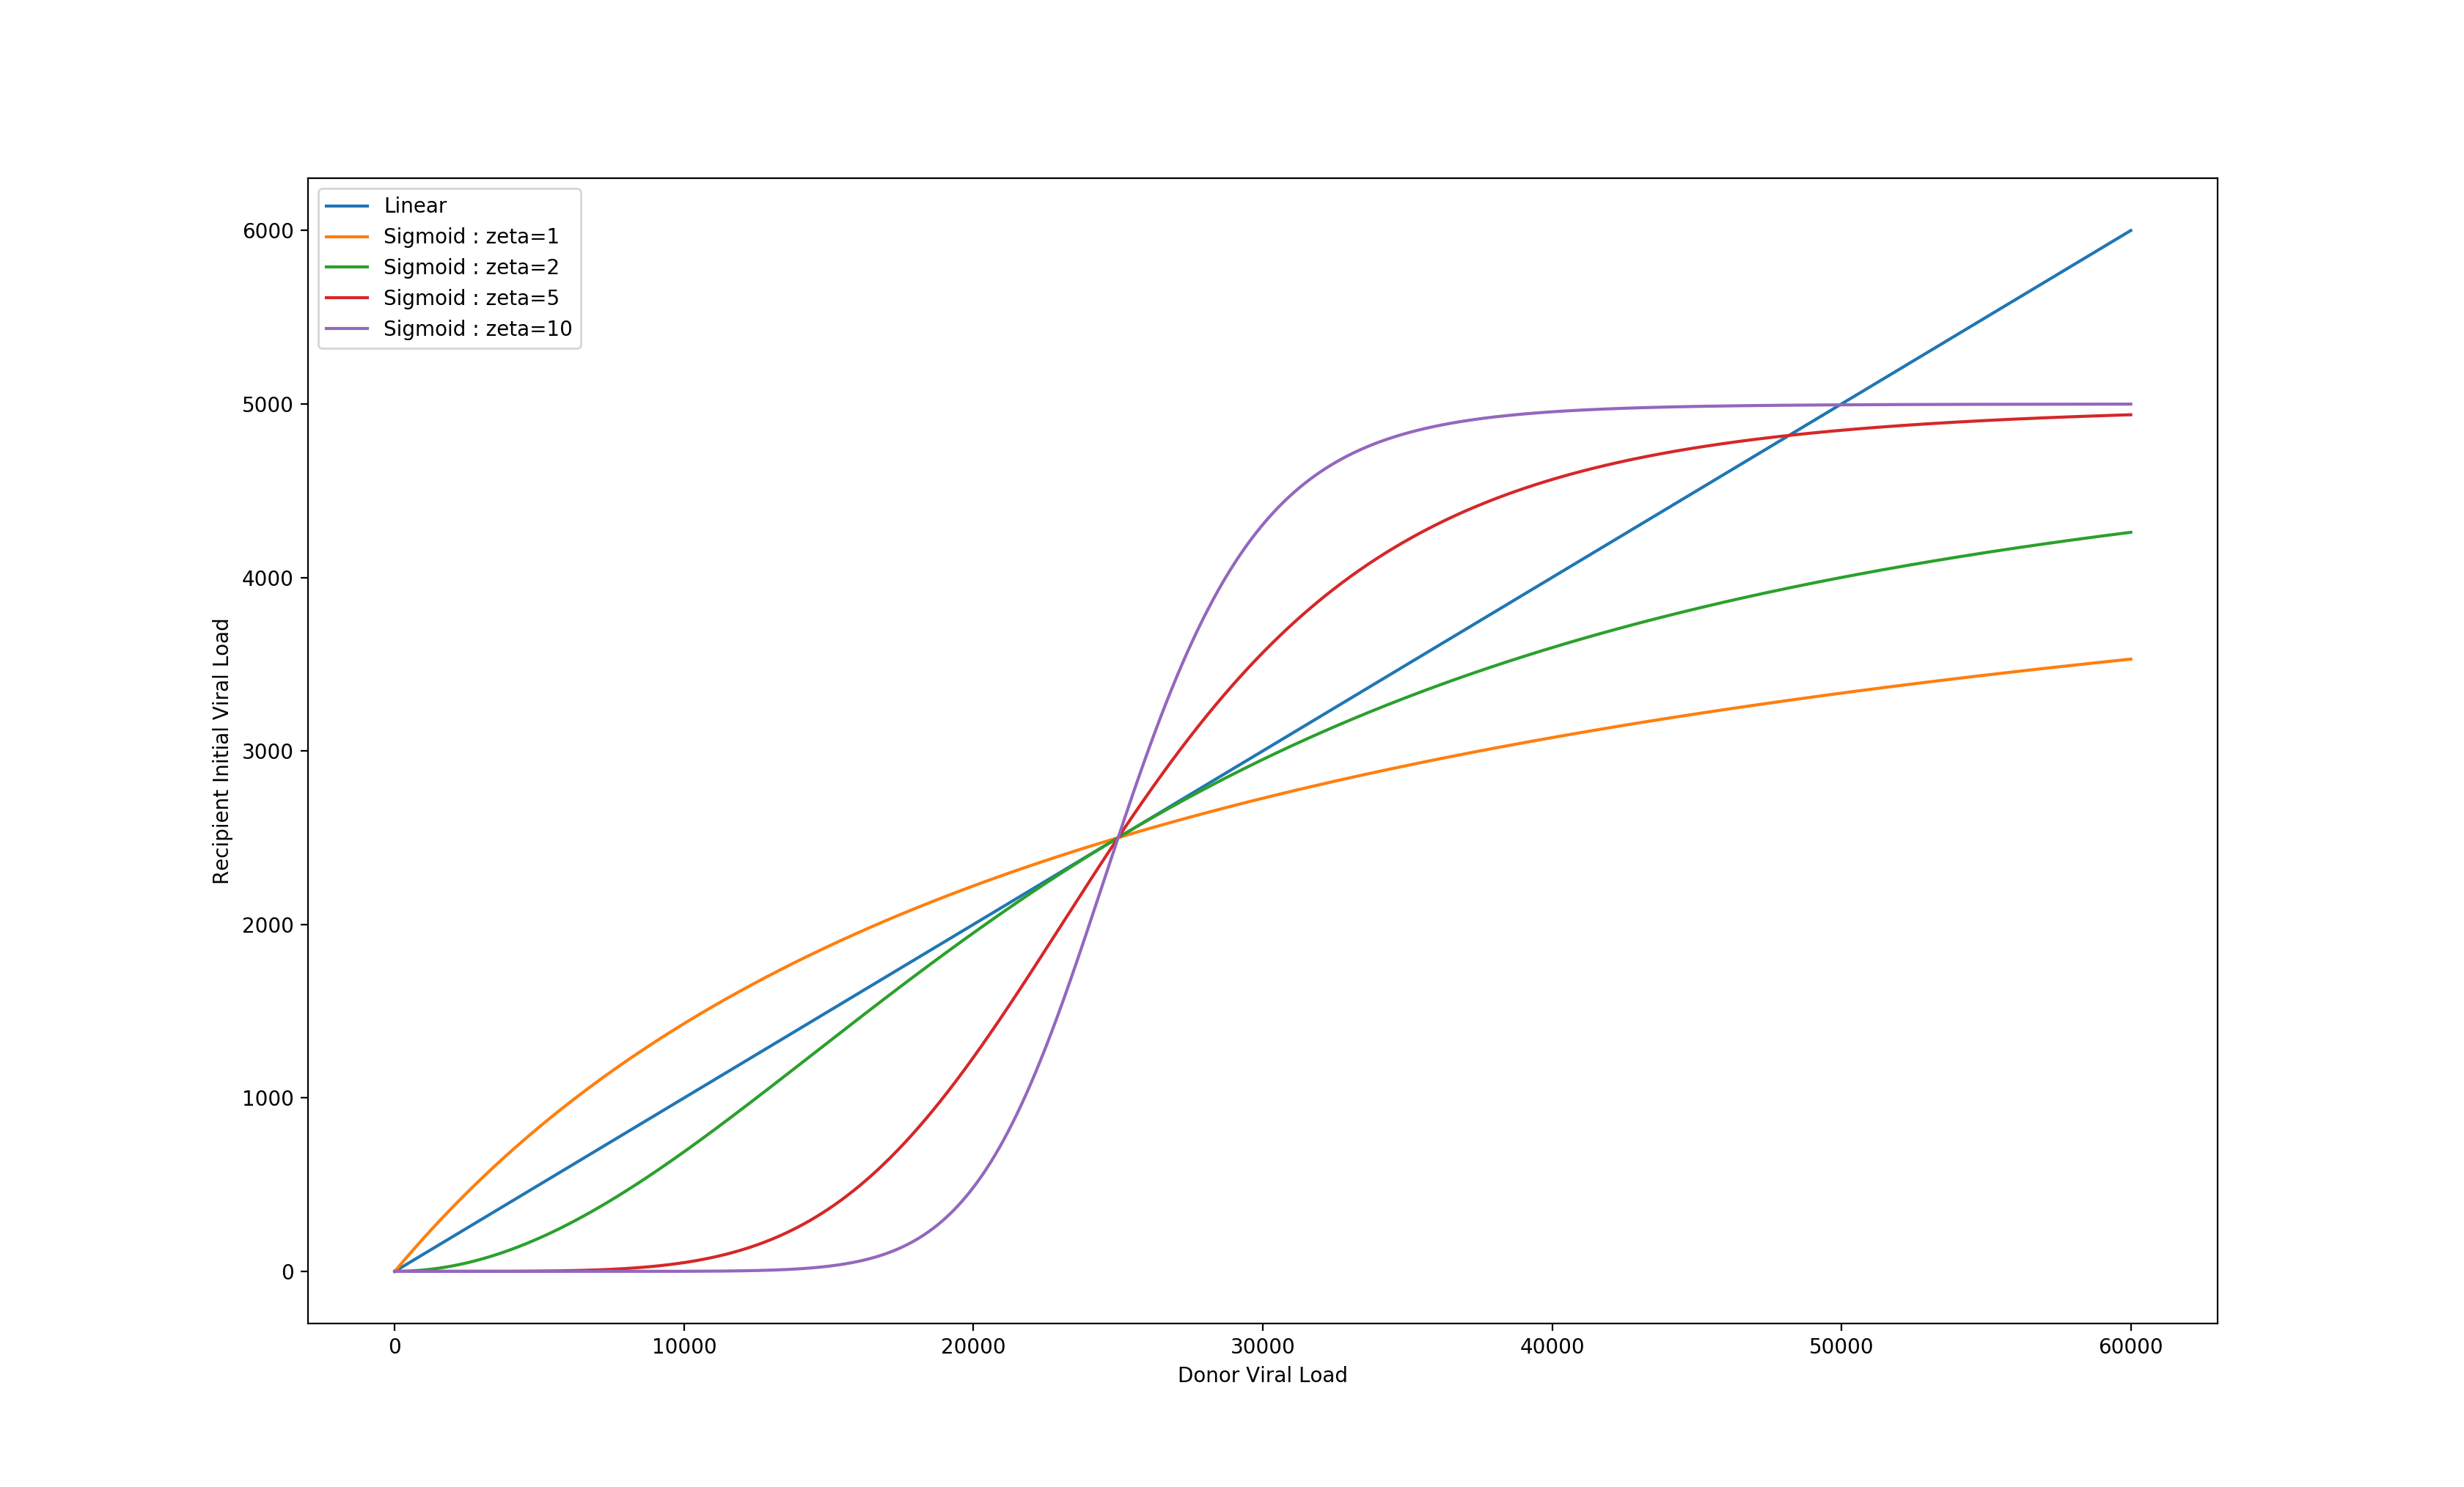 Linear
Sigmoid : zeta=1
Sigmoid : zeta=2
Sigmoid : zeta=5
Sigmoid : zeta=10
6000
5000
4000
3000
2000
1000
0
Recipient Initial Viral Load
0 10000 20000 30000 40000 50000 60000
Donor Viral Load